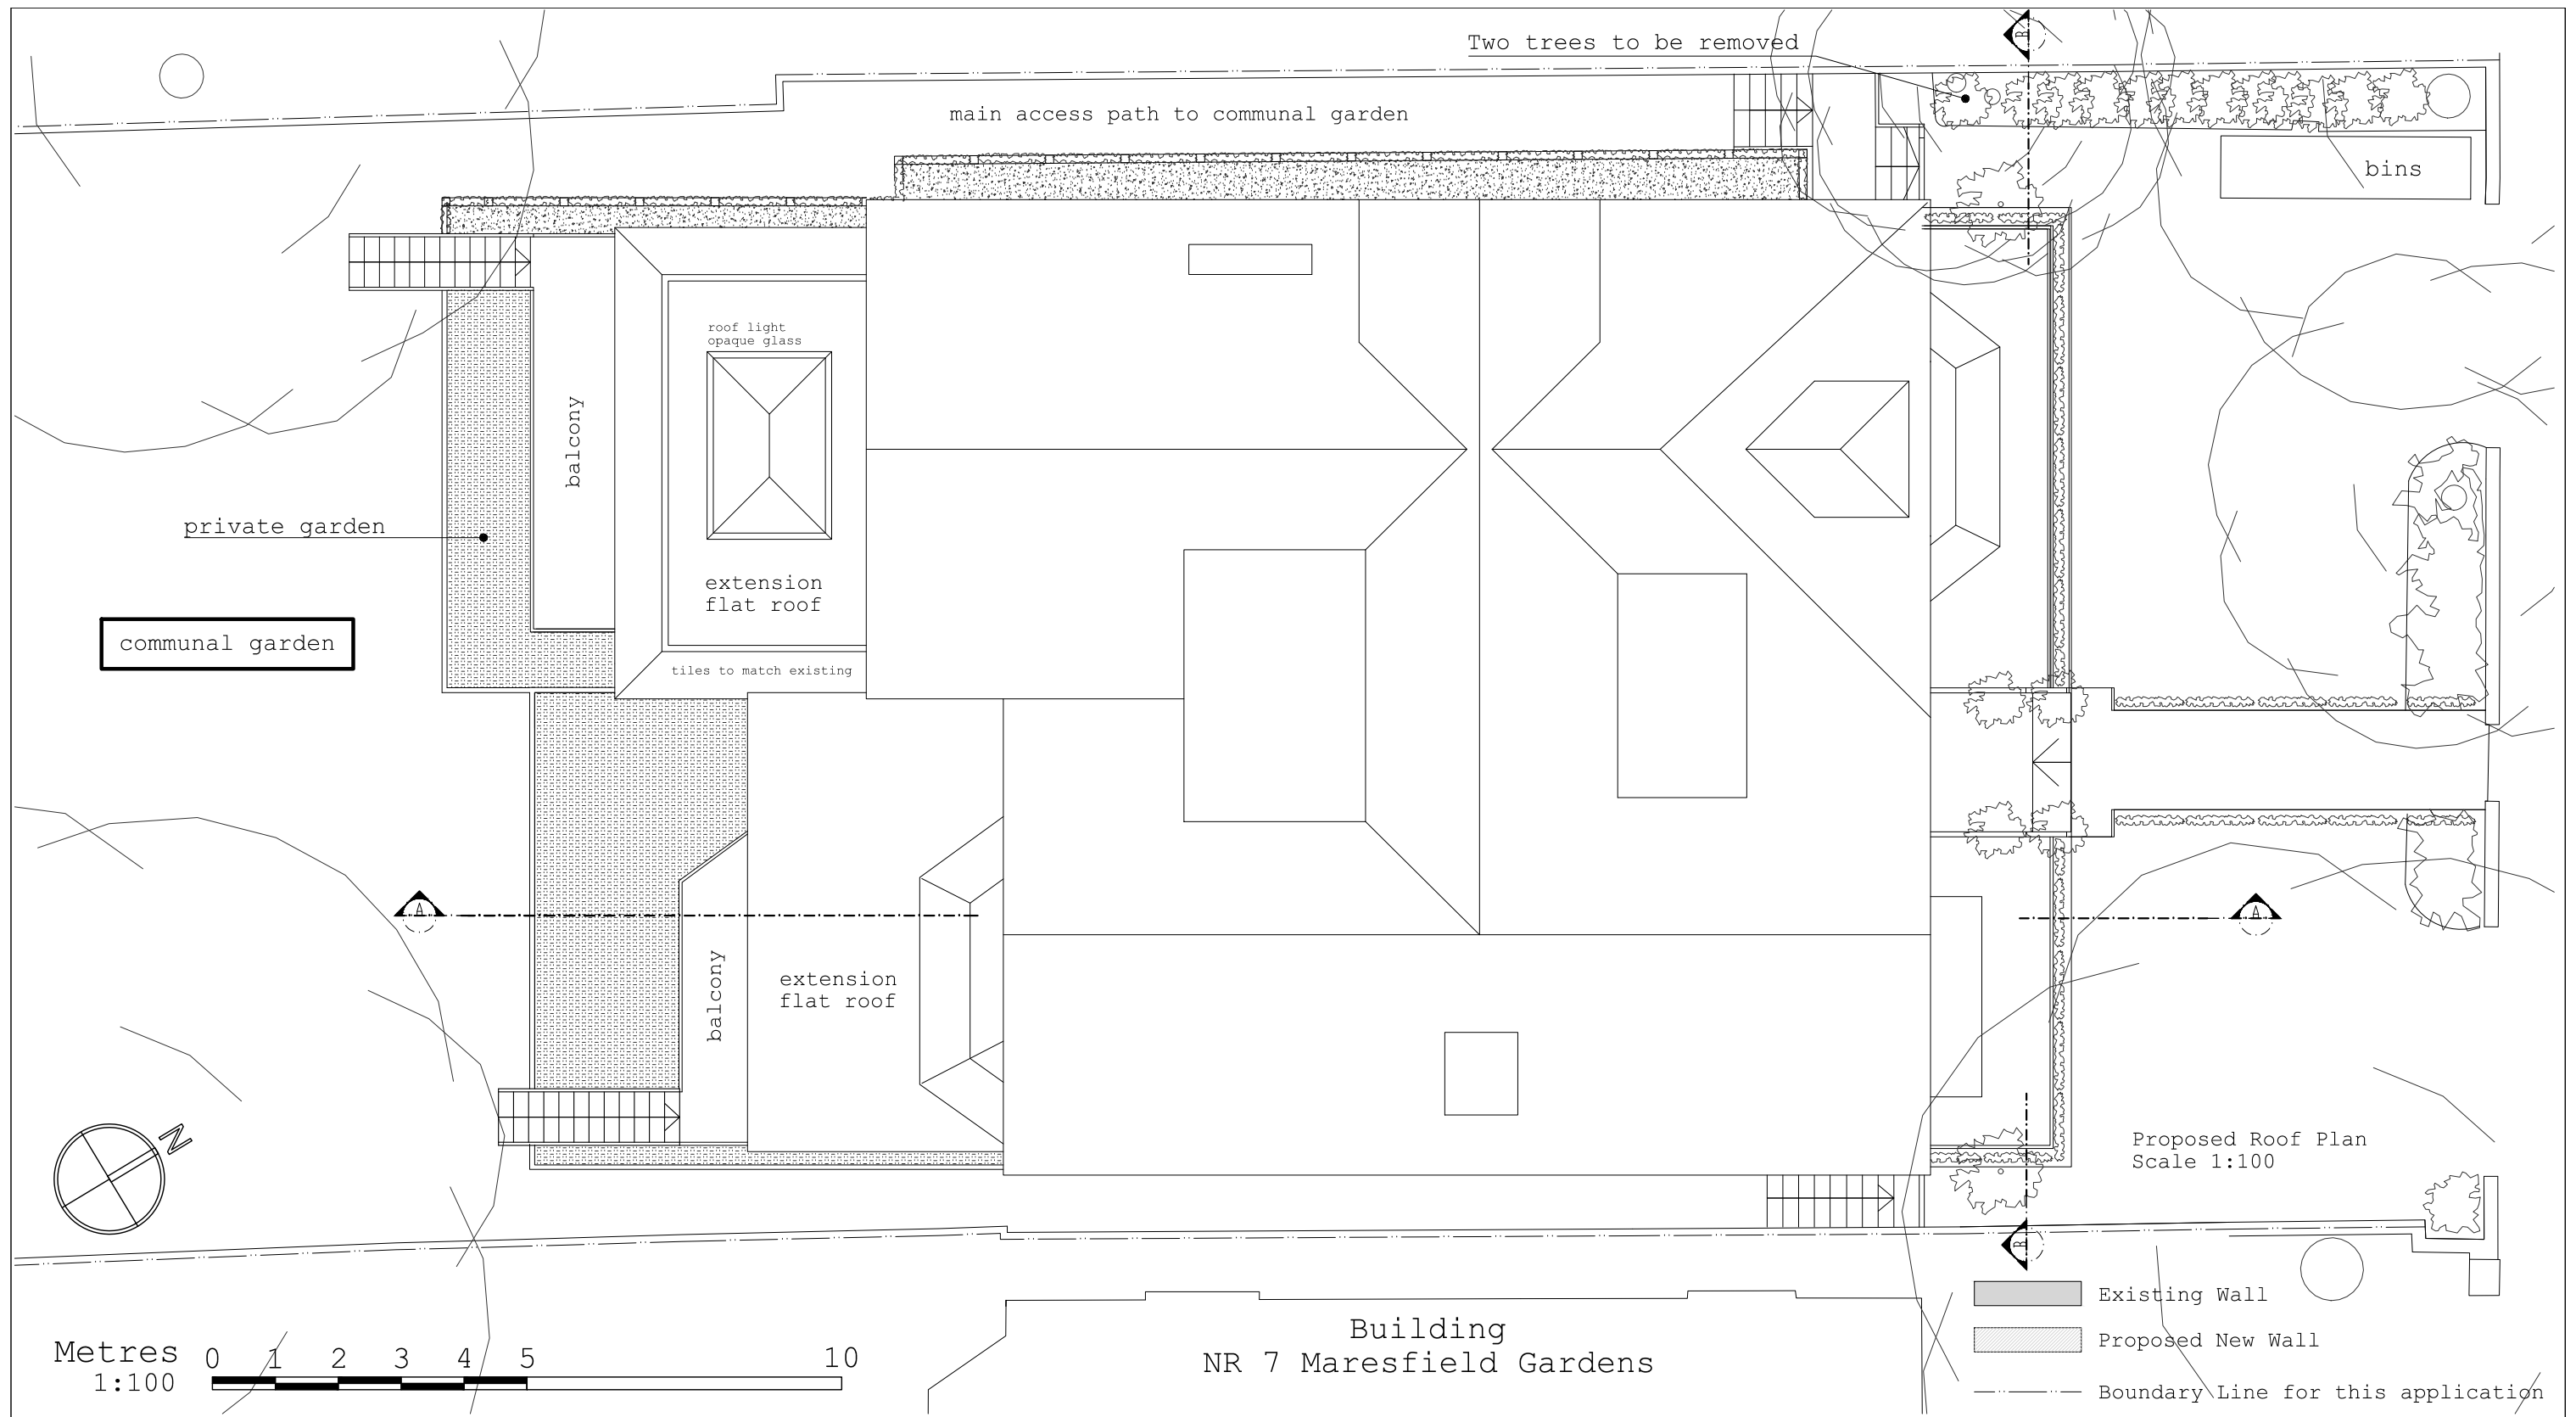 Two trees to be removed
B
main access path to communal garden
bins
roof light
opaque glass
balcony
private garden
extension
flat roof
communal garden
tiles to match existing
A
A
balcony
extension
flat roof
N
Proposed Roof Plan
Scale 1:100
B
Existing Wall
Building
Proposed New Wall
NR 7 Maresfield Gardens
Metres 0 1 2 3 4 5 10
1:100
Boundary Line for this application